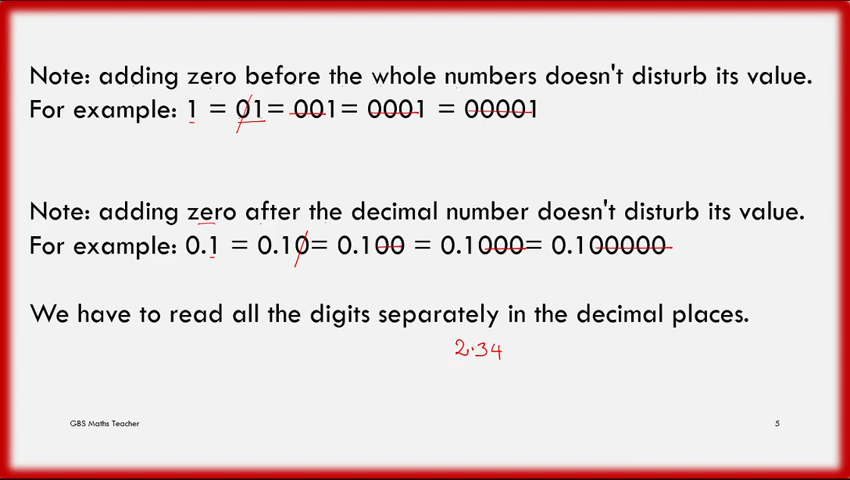 Note: adding zero before the whole numbers doesn't disturb its value.
For example: 1 = 01= 001= 0001 = 00001
Note: adding zero after the decimal number doesn't disturb its value.
For example: 0.1 = 0.10= 0.100 = 0.1000= 0.100000
We have to read all the digits separately in the decimal places.
2.34
GBS Maths Teacher
5